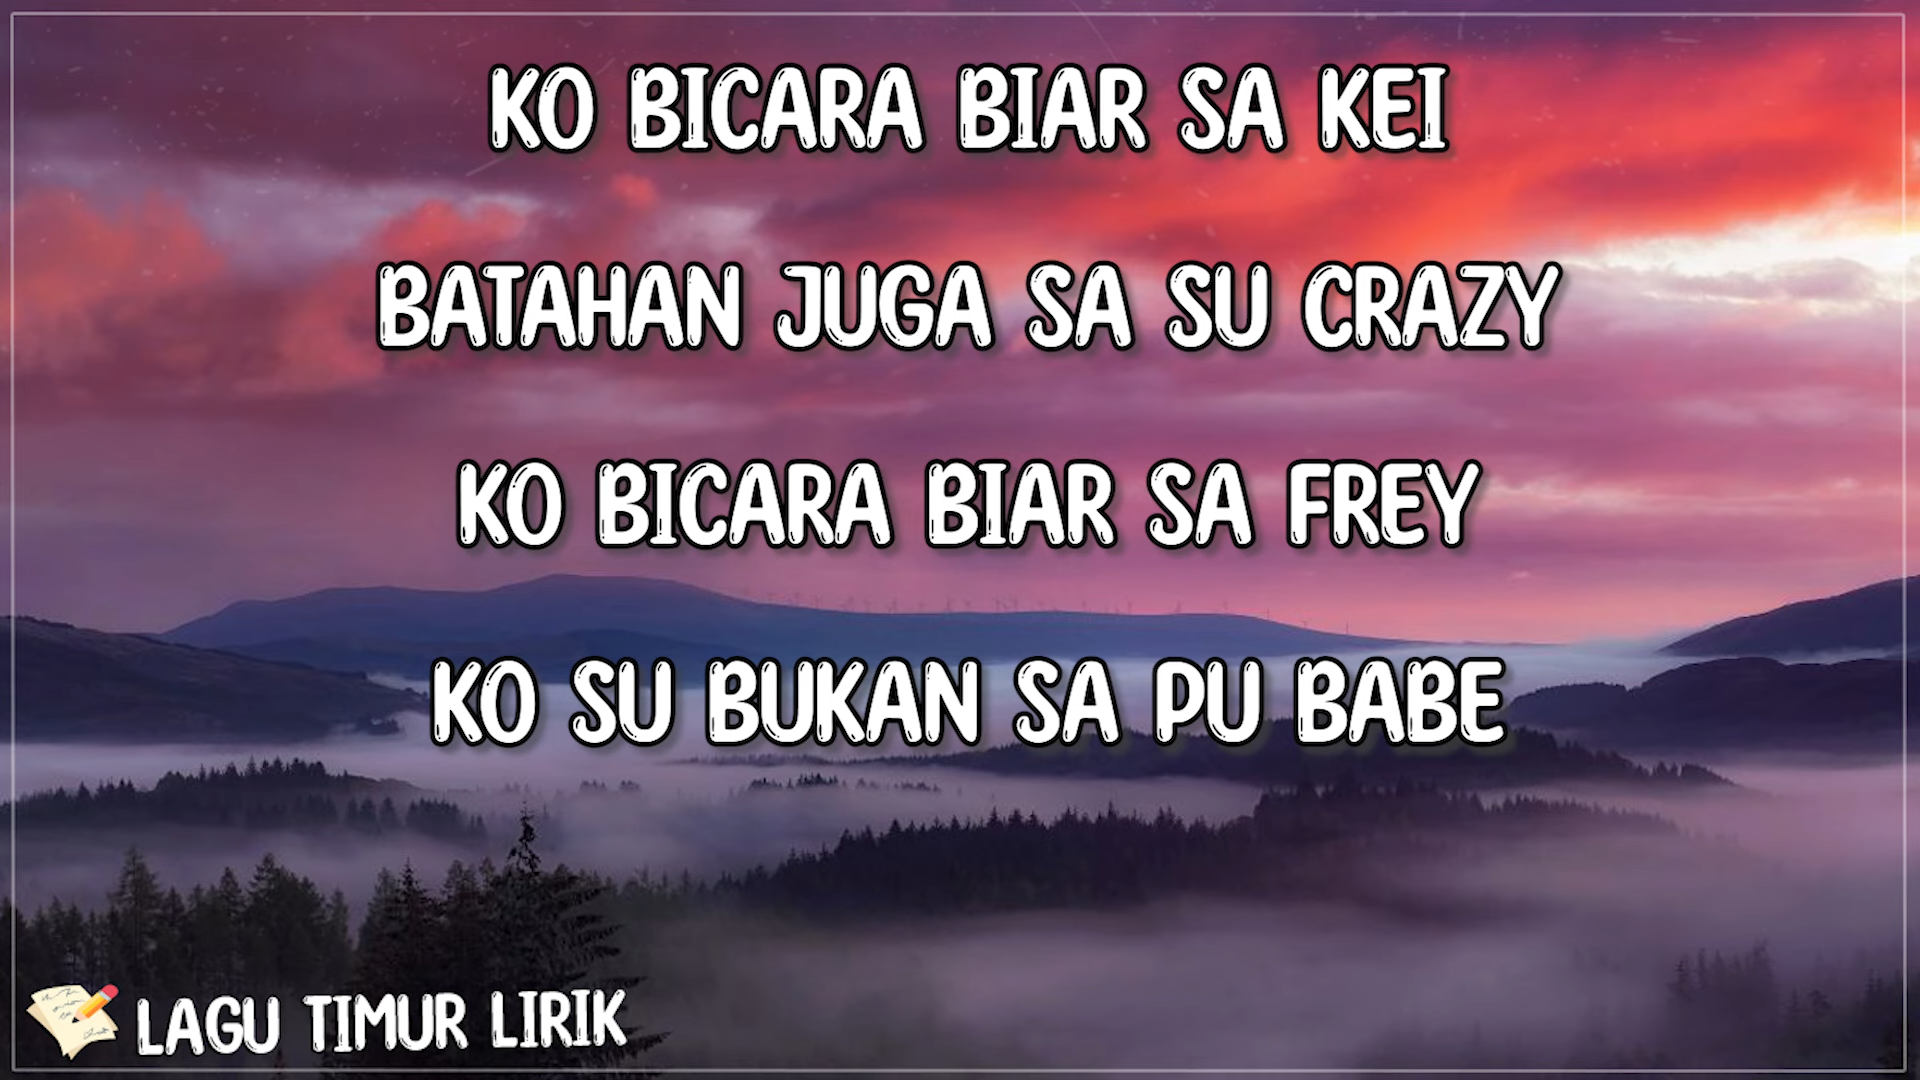 KO BICARA BIAR SA KEI
BATAHAN JUGA SA SU CRAZY
KO BICARA BIAR SA FREY
KO SU BUKAN SA PU BABE
LAGU TIMUR LIRIK